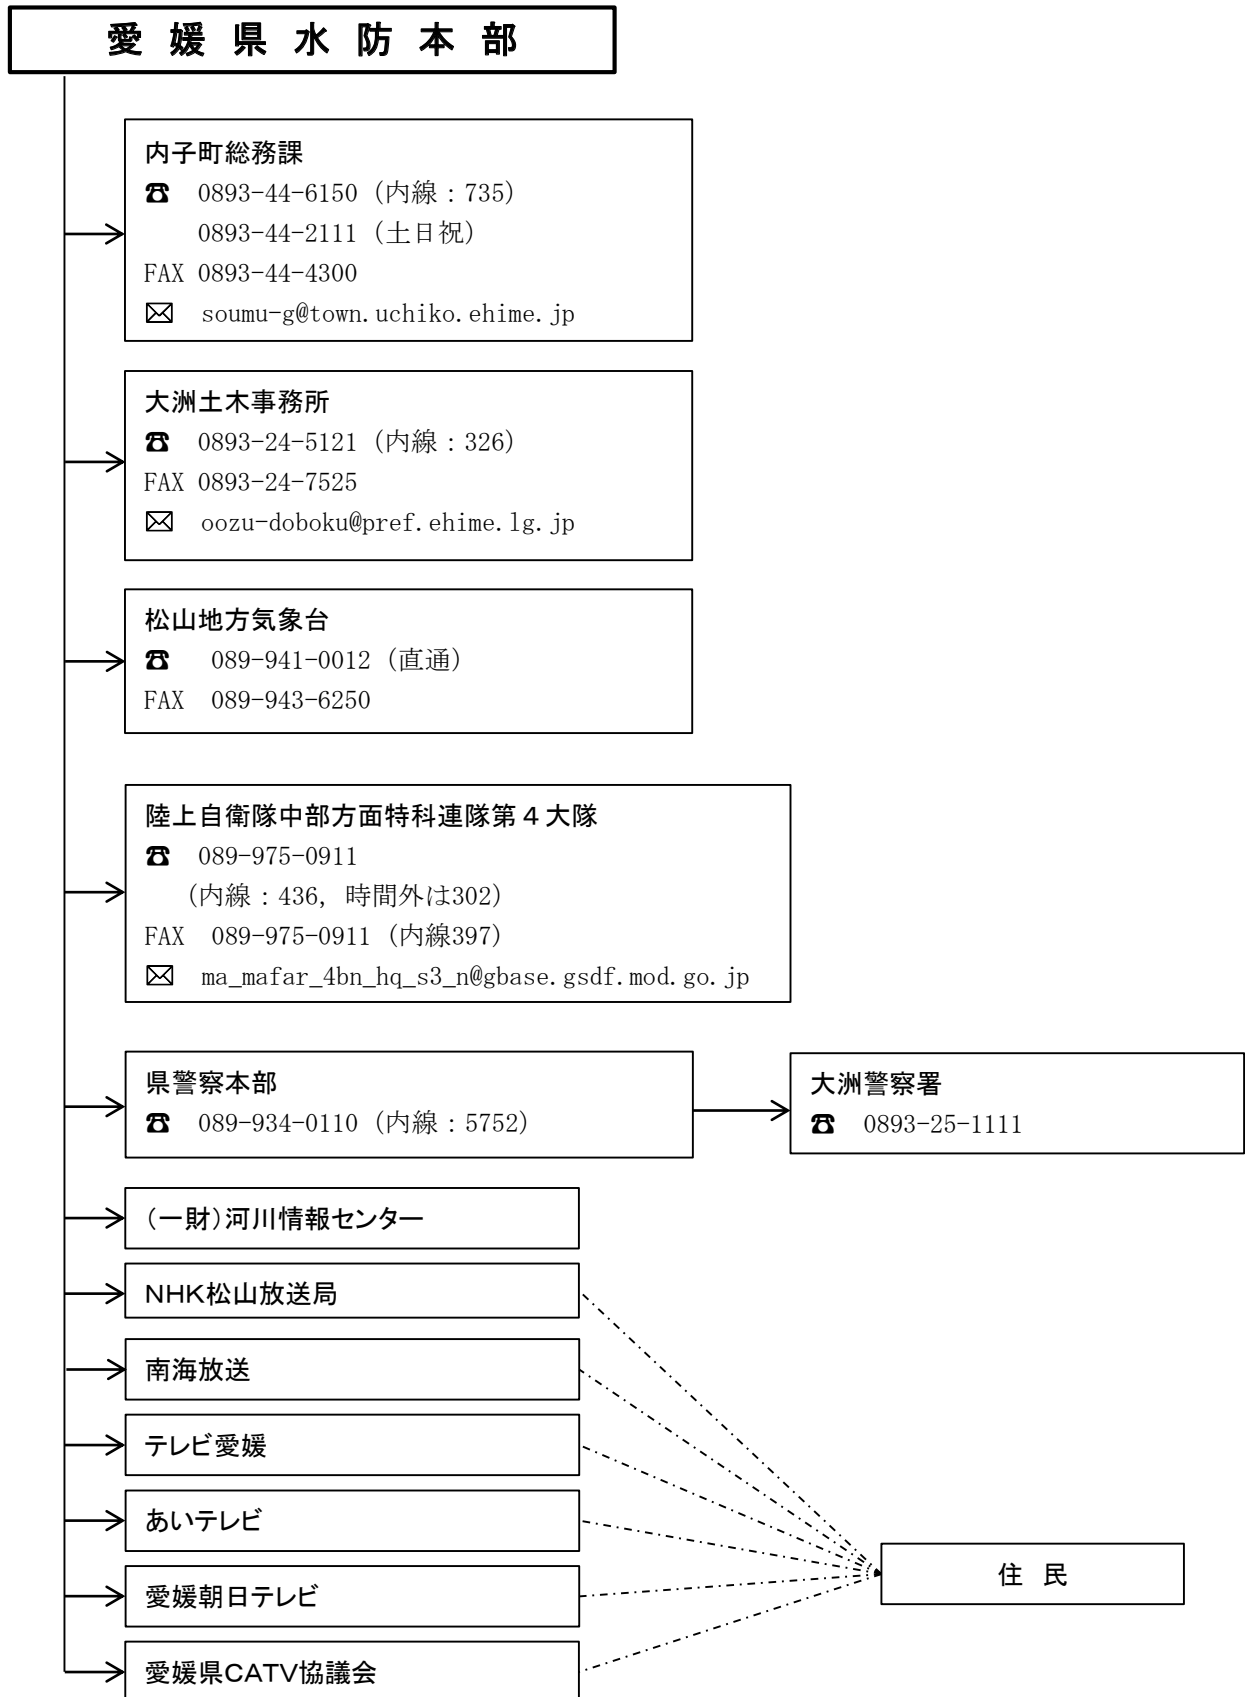 愛媛県水防本部
内子町総務課
☎ 0893-44-6150（内線：735）
0893-44-2111（土日祝）
FAX 0893-44-4300
✉ soumu-g@town.uchiko.ehime.jp
大洲土木事務所
☎ 0893-24-5121（内線：326）
FAX 0893-24-7525
✉ oozu-doboku@pref.ehime.lg.jp
松山地方気象台
☎ 089-941-0012（直通）
FAX 089-943-6250
陸上自衛隊中部方面特科連隊第４大隊
☎ 089-975-0911
（内線：436，時間外は302）
FAX 089-975-0911（内線397）
✉ ma_mafar_4bn_hq_s3_n@gbase.gsdf.mod.go.jp
県警察本部
☎ 089-934-0110（内線：5752）
大洲警察署
☎ 0893-25-1111
（一財）河川情報センター
NHK松山放送局
南海放送
テレビ愛媛
あいテレビ
愛媛朝日テレビ
愛媛県CATV協議会
住 民